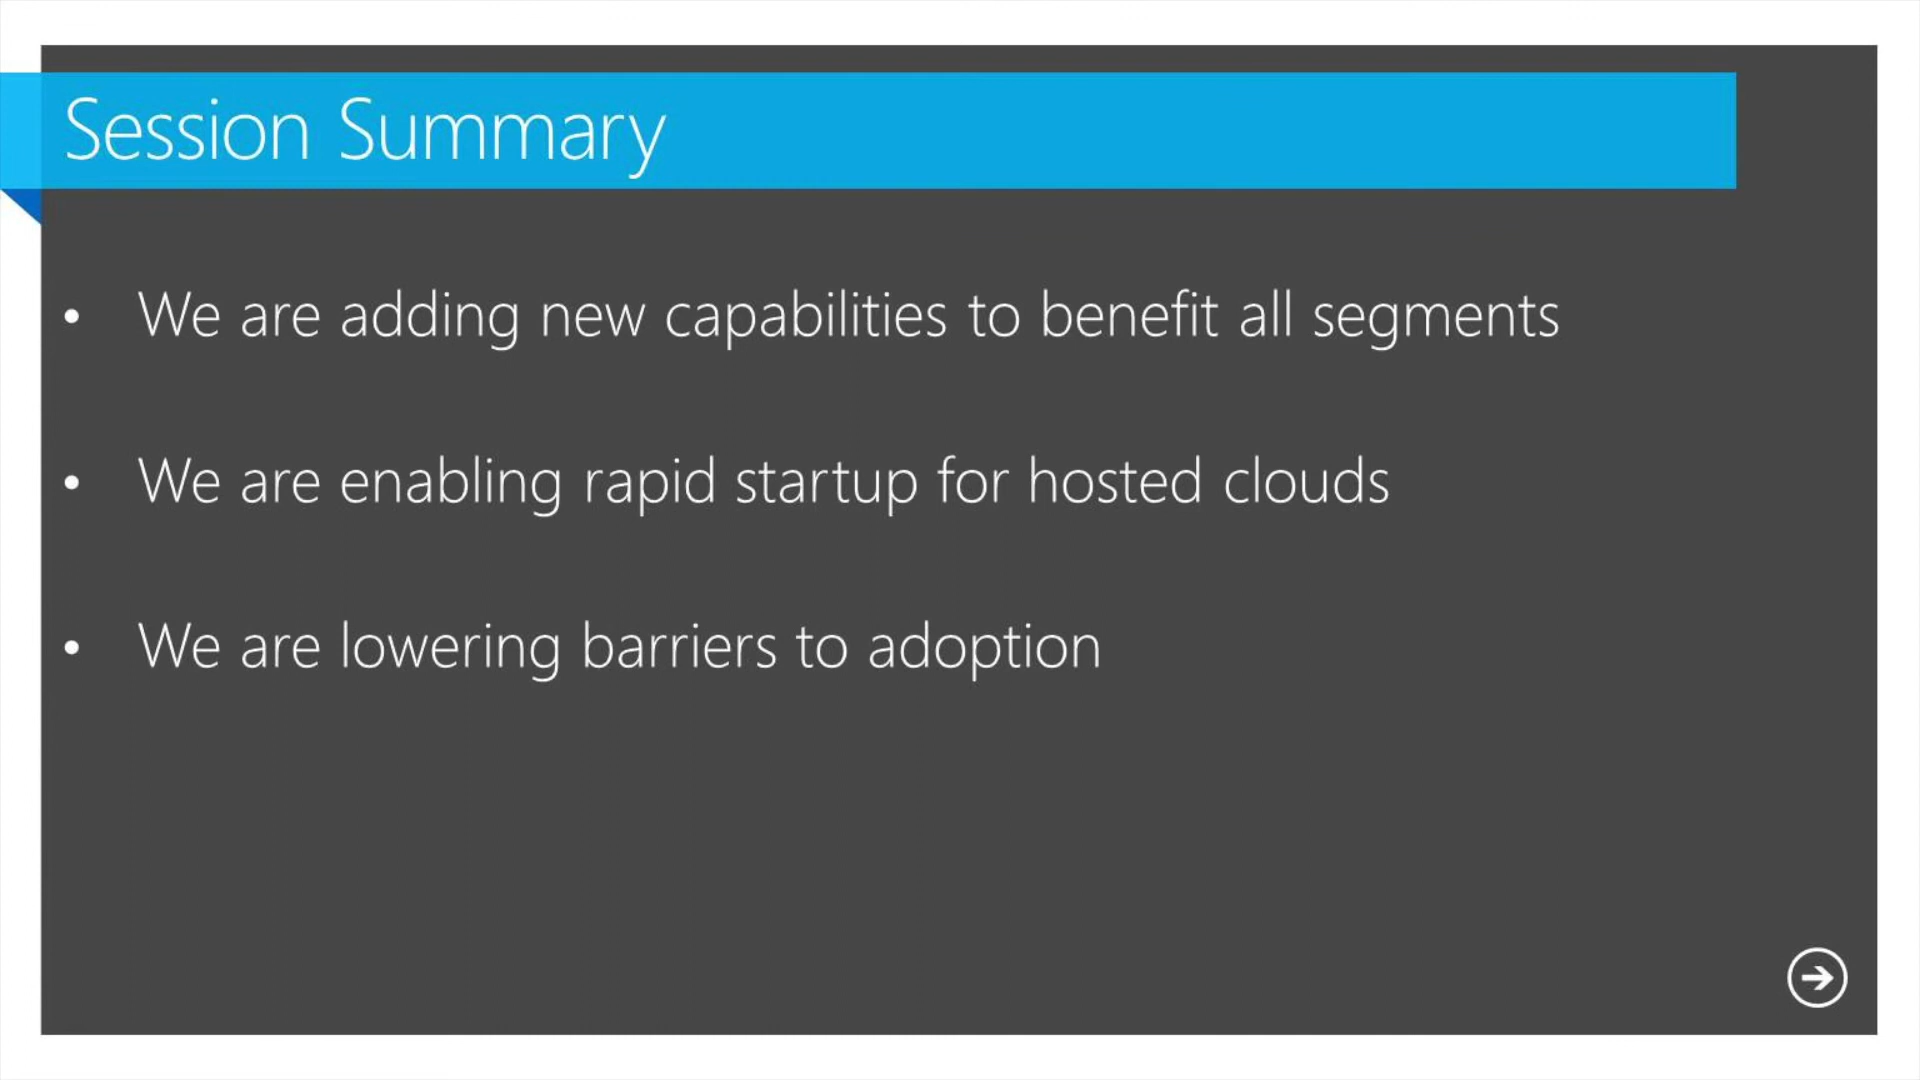 Session Summary
• We are adding new capabilities to benefit all segments
• We are enabling rapid startup for hosted clouds
• We are lowering barriers to adoption